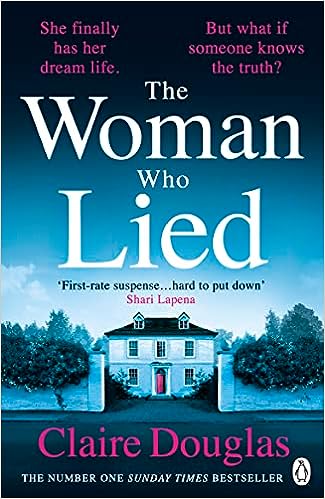 She finally
has her
dream life.
But what if
someone knows
the truth?
The
Woman
Who
Lied
‘First-rate suspense...hard to put down’
Shari Lapena
Claire Douglas
THE NUMBER ONE SUNDAY TIMES BESTSELLER